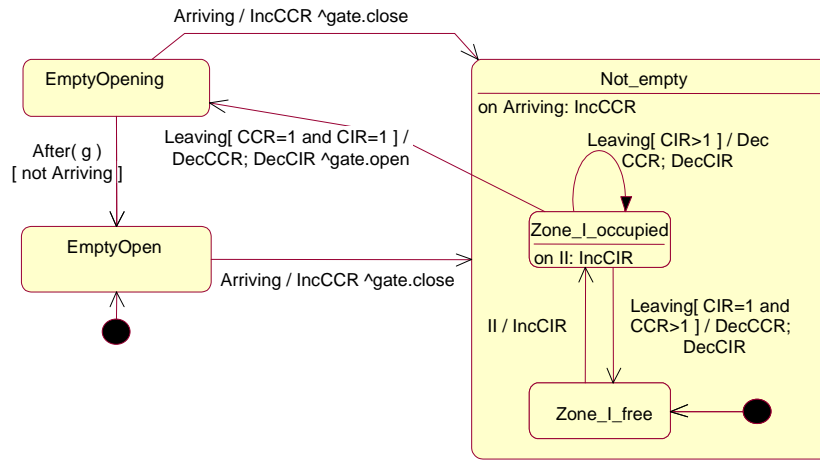 Arriving / IncCCR ^gate.close
EmptyOpening
Not_empty
on Arriving: IncCCR
Leaving[ CCR=1 and CIR=1 ] /
DecCCR; DecCIR ^gate.open
Leaving[ CIR>1 ] / Dec
CCR; DecCIR
After( g )
[ not Arriving ]
EmptyOpen
Zone_I_occupied
on II: IncCIR
Arriving / IncCCR ^gate.close
II / IncCIR
Leaving[ CIR=1 and
CCR>1 ] / DecCCR;
DecCIR
Zone_I_free